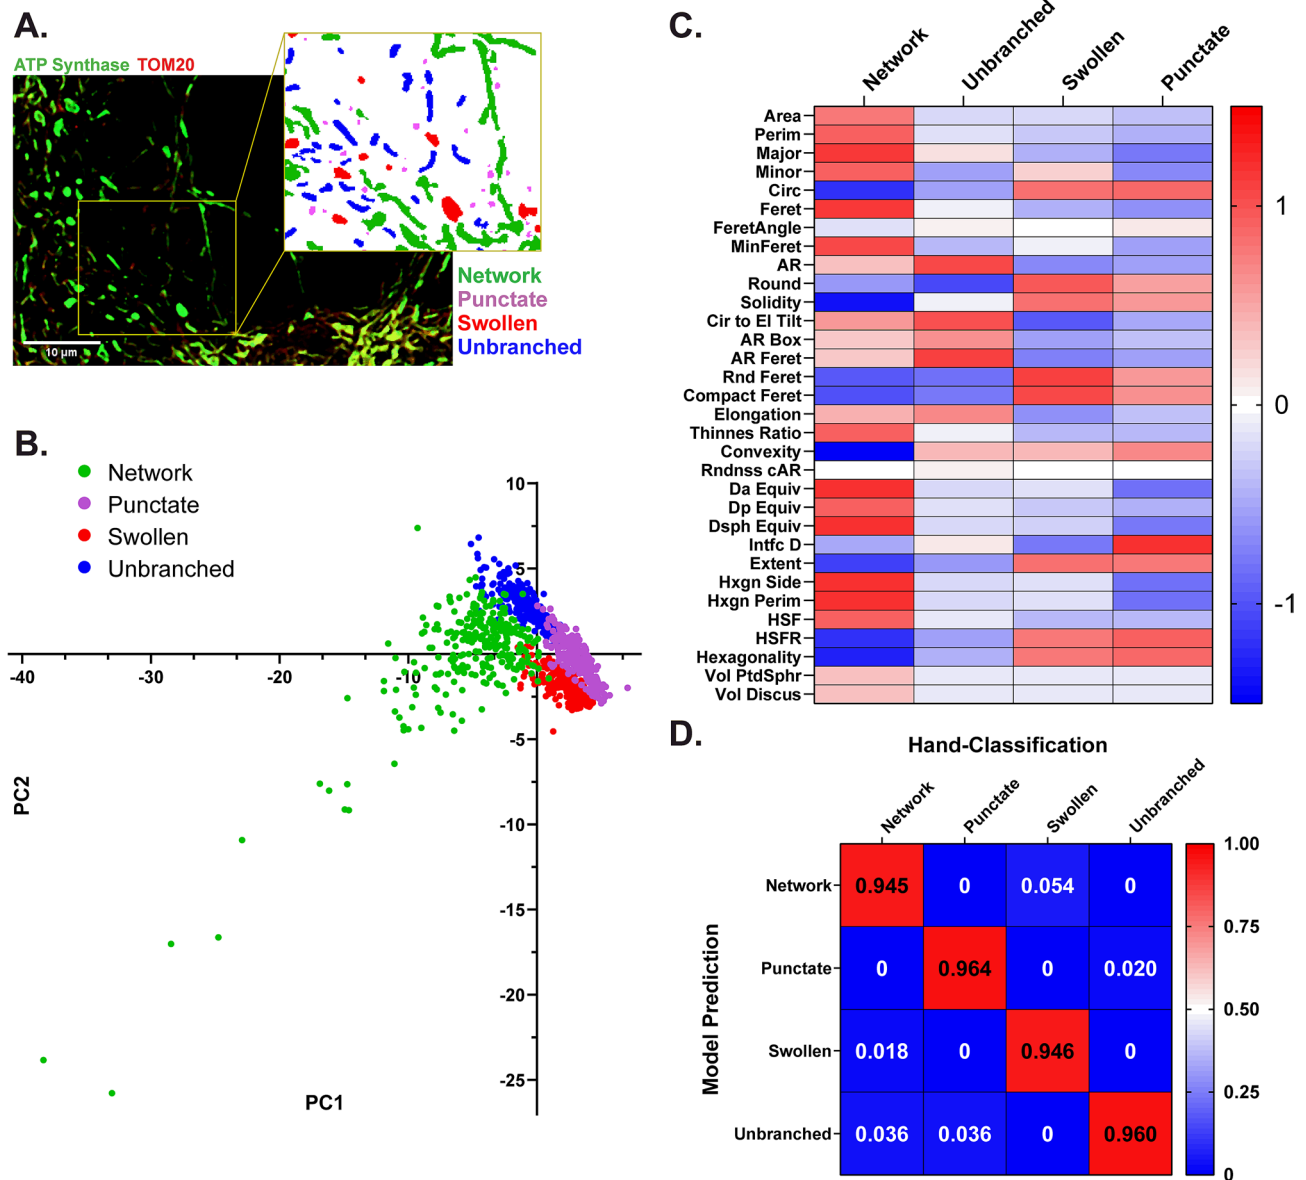 A.
ATP Synthase TOM20
10 μm
Network
Punctate
Swollen
Unbranched
B.
Network
Punctate
Swollen
Unbranched
10
5
-40
-30
-20
-10
-5
-10
-15
-20
-25
PC2
PC1
C.
Network
Unbranched
Swollen
Punctate
Area
Perim
Major
Minor
Circ
Feret
FeretAngle
MinFeret
AR
Round
Solidity
Cir to El Tilt
AR Box
AR Feret
Rnd Feret
Compact Feret
Elongation
Thinnes Ratio
Convexity
Rndnss cAR
Da Equiv
Dp Equiv
Dsph Equiv
Intfc D
Extent
Hxgn Side
Hxgn Perim
HSF
HSFR
Hexagonality
Vol PtdSphr
Vol Discus
1
0
-1
D.
Hand-Classification
Network
Punctate
Swollen
Unbranched
Model Prediction
Network 0.945 0 0.054 0
Punctate 0 0.964 0 0.020
Swollen 0.018 0 0.946 0
Unbranched 0.036 0.036 0 0.960
1.00
0.75
0.50
0.25
0